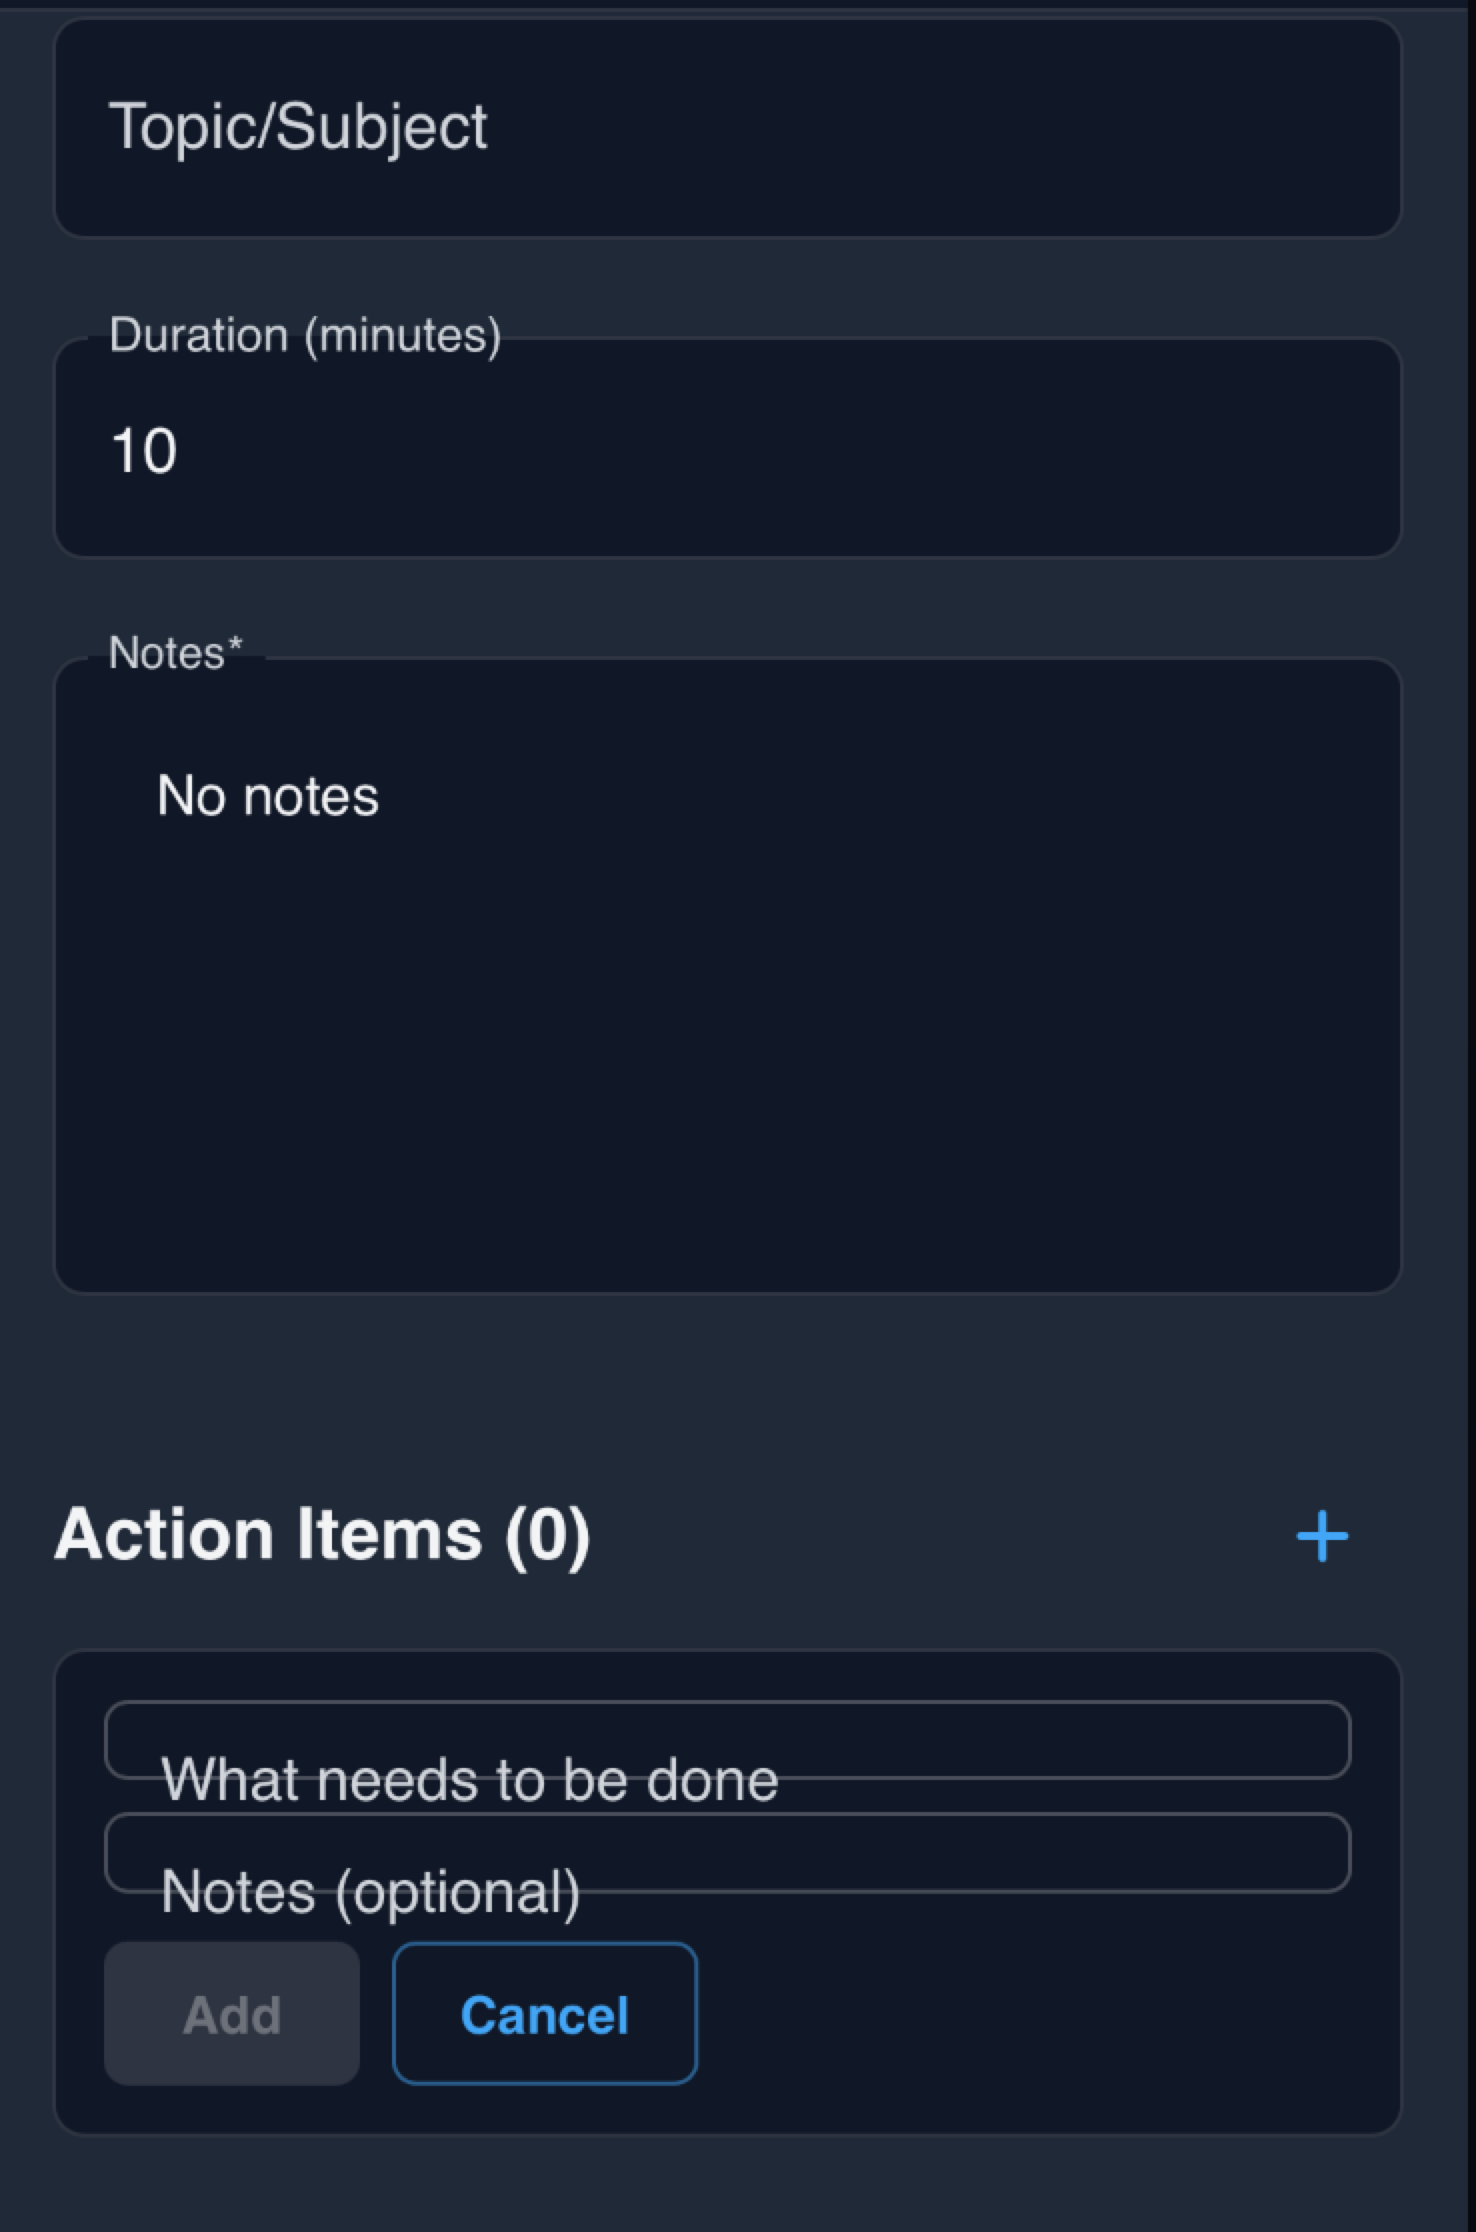 Topic/Subject
Duration (minutes)
10
Notes*
No notes
Action Items (0)
What needs to be done
Notes (optional)
Add
Cancel